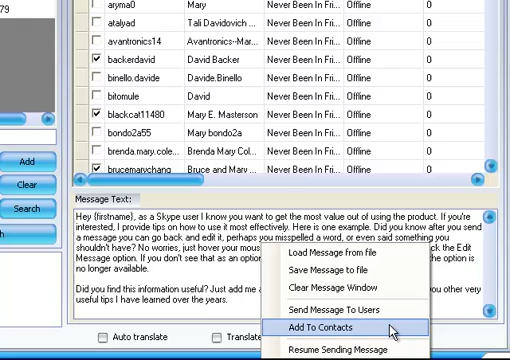 79
aryma0 Mary Never Been In Fri... Offline 0
atalyad Tali Davidovich ... Never Been In Fri... Offline 0
avantronics14 Avantronics--Mar... Never Been In Fri... Offline 0
backerdavid David Backer Never Been In Fri... Offline 0
binello.davide Davide.Binello Never Been In Fri... Offline 0
bitomule David Never Been In Fri... Offline 0
blackcat11480 Mary E. Masterson Never Been In Fri... Offline 0
bondo2a55 Mary bondo2a Never Been In Fri... Offline 0
brenda.mary.cole... Brenda Mary Col... Never Been In Fri... Offline 0
brucemarychang Bruce and Mary ... Never Been In Fri... Offline 0
Add
Clear
Search
Message Text:
Hey {firstname}, as a Skype user I know you want to get the most value out of using the product. If you're
interested, I provide tips on how to use it most effectively. Here is one example. Did you know after you send
a message you can go back and edit it, perhaps you misspelled a word, or even said something you
shouldn't have? No worries, just hover your mous ck the Edit
Message option. If you don't see that as an option the option is
no longer available.
Did you find this information useful? Just add me a you other very
useful tips I have learned over the years.
Load Message from file
Save Message to file
Clear Message Window
Send Message To Users
Add To Contacts
Resume Sending Message
Auto translate
Translate